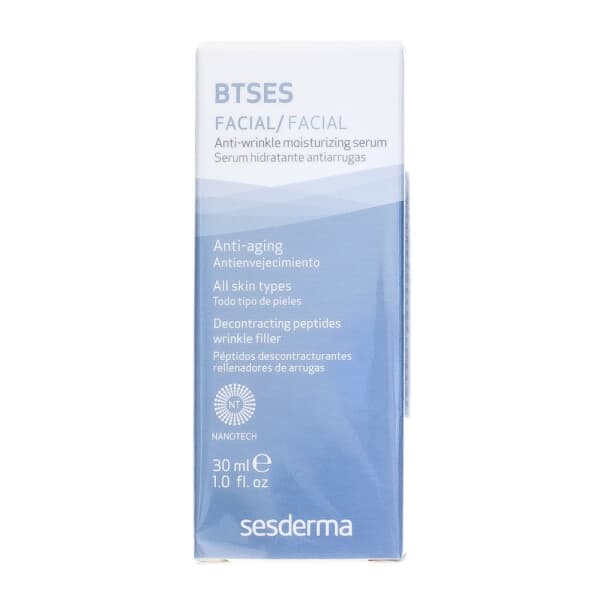 BTSES
FACIAL/FACIAL
Anti-wrinkle moisturizing serum
Serum hidratante antiarrugas
Anti-aging
Antienvejecimiento
All skin types
Todo tipo de pieles
Decontracting peptides
wrinkle filler
Péptidos descontracturantes
rellenadores de arrugas
NT
NANOTECH
30 ml ℮
1.0 fl. oz
sesderma